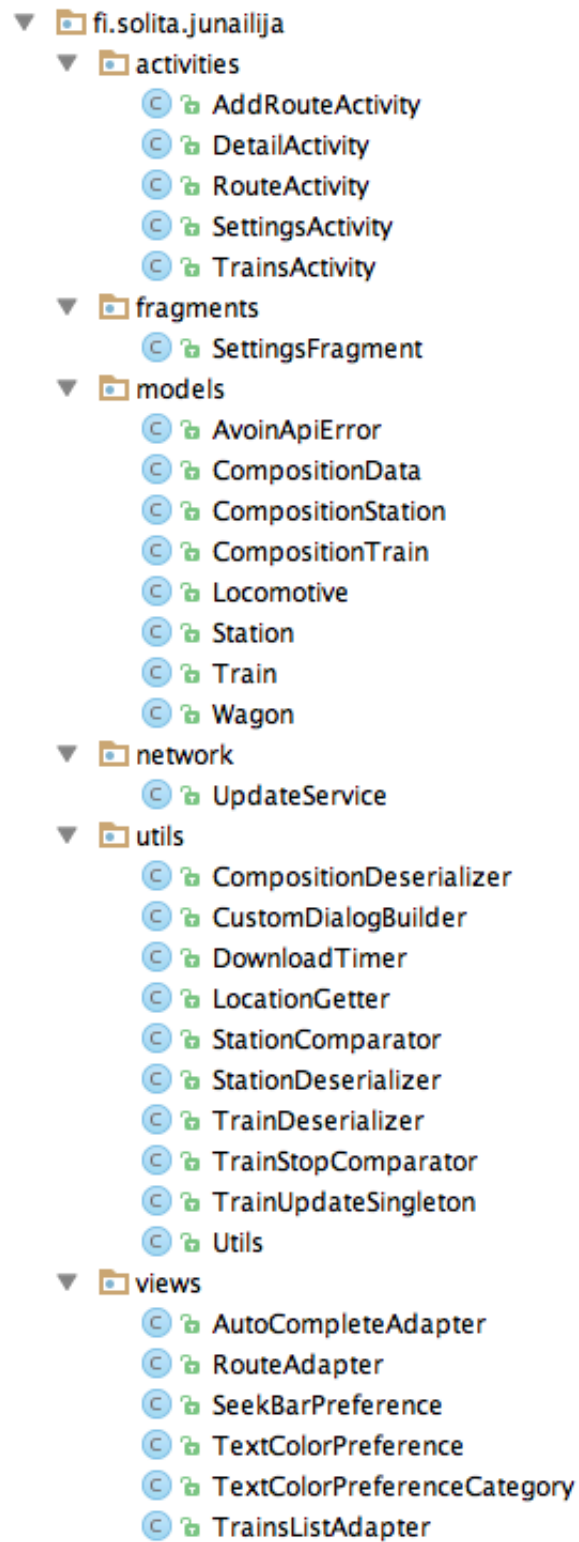 fi.solita.junailija
activities
C AddRouteActivity
C DetailActivity
C RouteActivity
C SettingsActivity
C TrainsActivity
fragments
C SettingsFragment
models
C AvoinApiError
C CompositionData
C CompositionStation
C CompositionTrain
C Locomotive
C Station
C Train
C Wagon
network
C UpdateService
utils
C CompositionDeserializer
C CustomDialogBuilder
C DownloadTimer
C LocationGetter
C StationComparator
C StationDeserializer
C TrainDeserializer
C TrainStopComparator
C TrainUpdateSingleton
C Utils
views
C AutoCompleteAdapter
C RouteAdapter
C SeekBarPreference
C TextColorPreference
C TextColorPreferenceCategory
C TrainsListAdapter